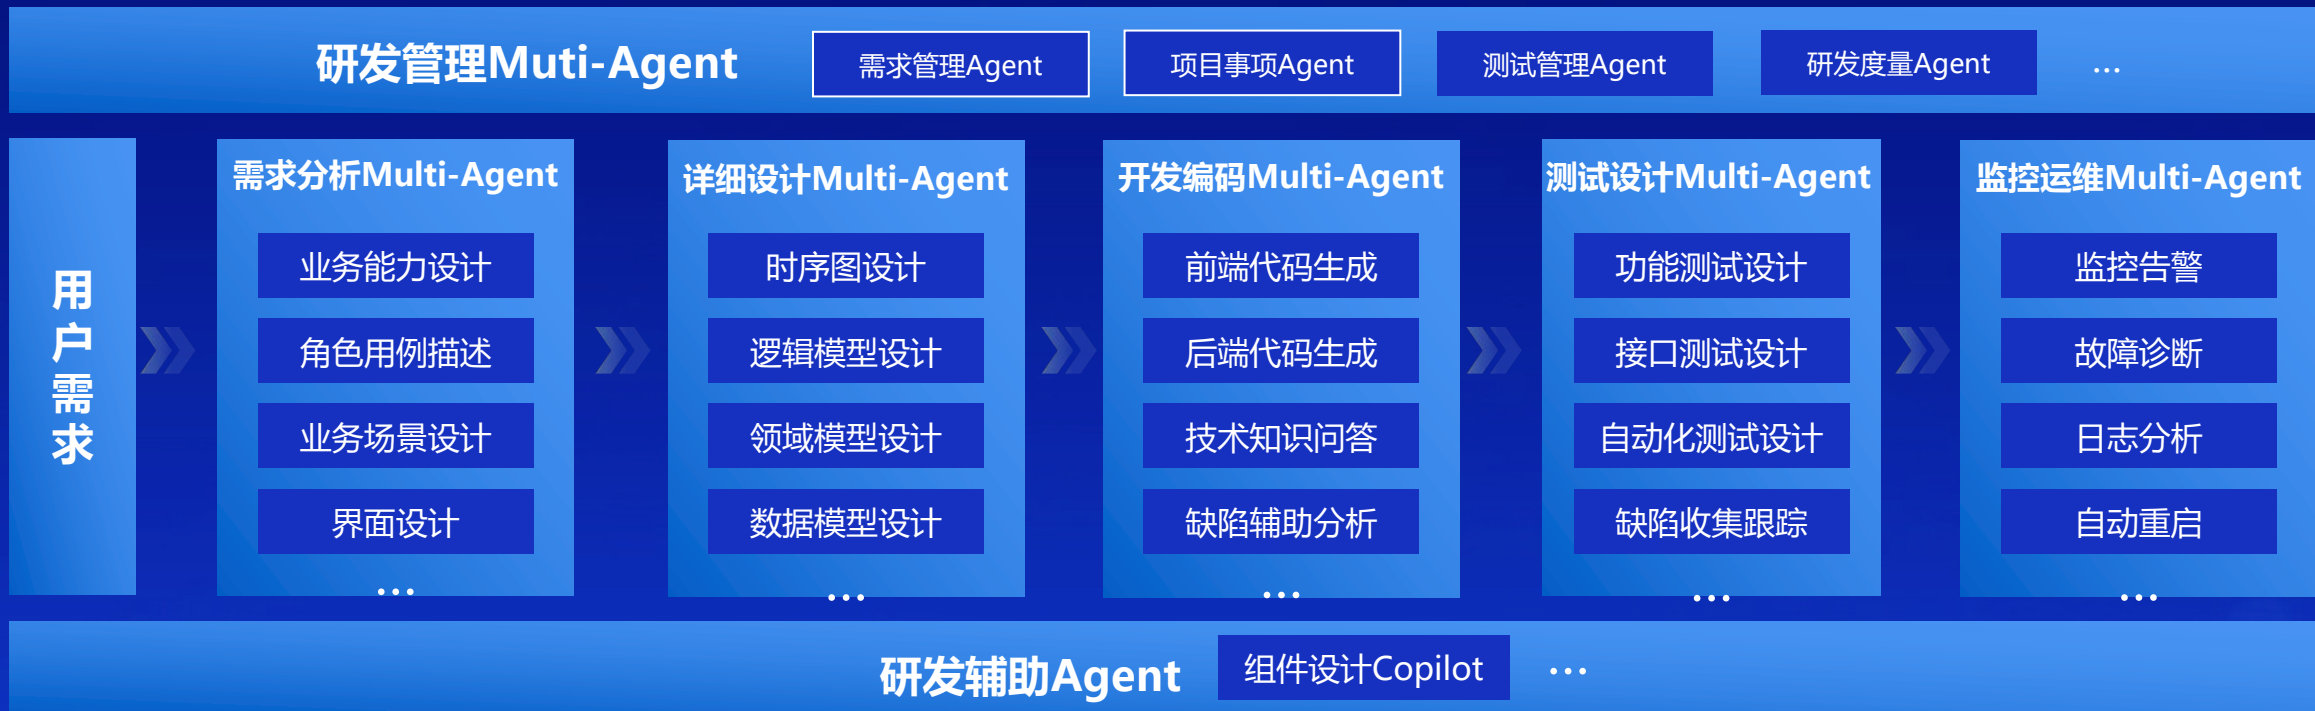 研发管理Muti-Agent
需求管理Agent
项目事项Agent
测试管理Agent
研发度量Agent
...
用户需求
需求分析Multi-Agent
业务能力设计
角色用例描述
业务场景设计
界面设计
...
详细设计Multi-Agent
时序图设计
逻辑模型设计
领域模型设计
数据模型设计
...
开发编码Multi-Agent
前端代码生成
后端代码生成
技术知识问答
缺陷辅助分析
...
测试设计Multi-Agent
功能测试设计
接口测试设计
自动化测试设计
缺陷收集跟踪
...
监控运维Multi-Agent
监控告警
故障诊断
日志分析
自动重启
...
研发辅助Agent
组件设计Copilot
...